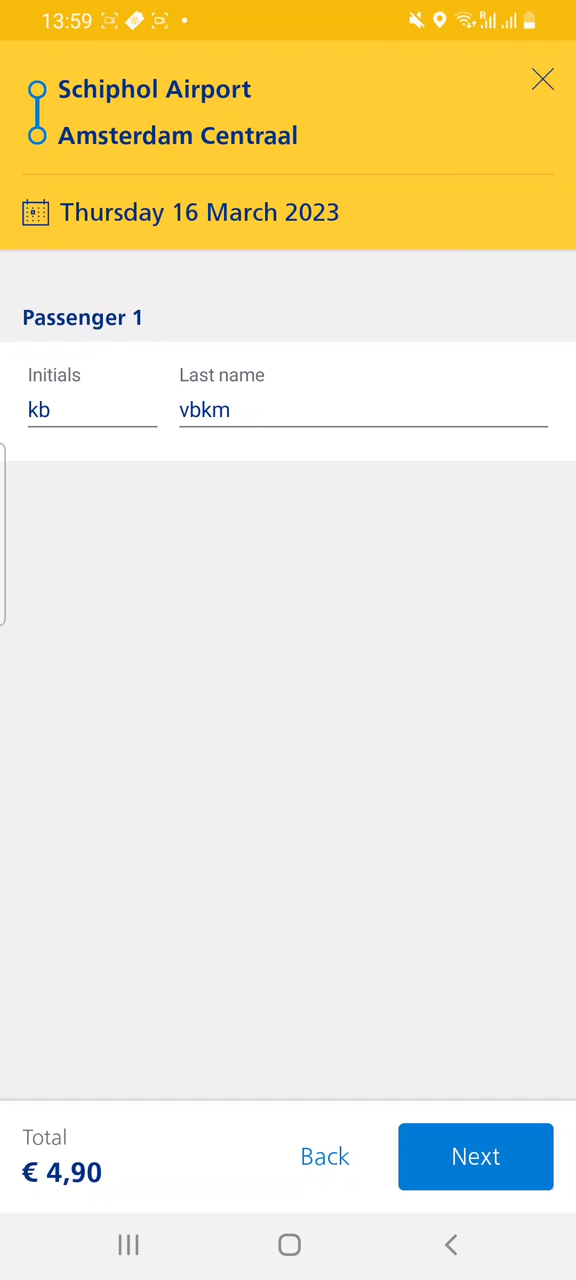 13:59
Schiphol Airport
Amsterdam Centraal
Thursday 16 March 2023
Passenger 1
Initials Last name
kb vbkm
Total
€ 4,90
Back Next